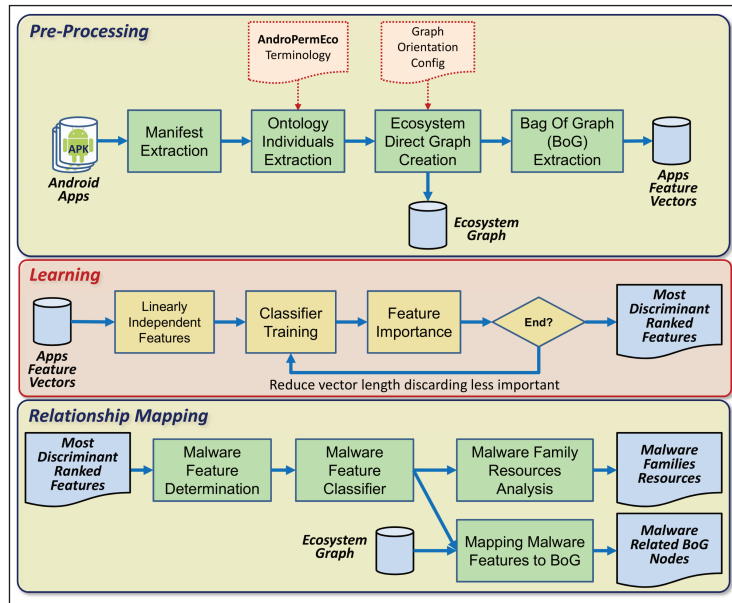 Pre-Processing
AndroPermEco
Terminology
Graph
Orientation
Config
APK
Android
Apps
Manifest
Extraction
Ontology
Individuals
Extraction
Ecosystem
Direct Graph
Creation
Bag Of Graph
(BoG)
Extraction
Apps
Feature
Vectors
Ecosystem
Graph
Learning
Apps
Feature
Vectors
Linearly
Independent
Features
Classifier
Training
Feature
Importance
End?
Most
Discriminant
Ranked
Features
Reduce vector length discarding less important
Relationship Mapping
Most
Discriminant
Ranked
Features
Malware
Feature
Determination
Malware
Feature
Classifier
Malware Family
Resources
Analysis
Malware
Families
Resources
Ecosystem
Graph
Mapping Malware
Features to BoG
Malware
Related BoG
Nodes